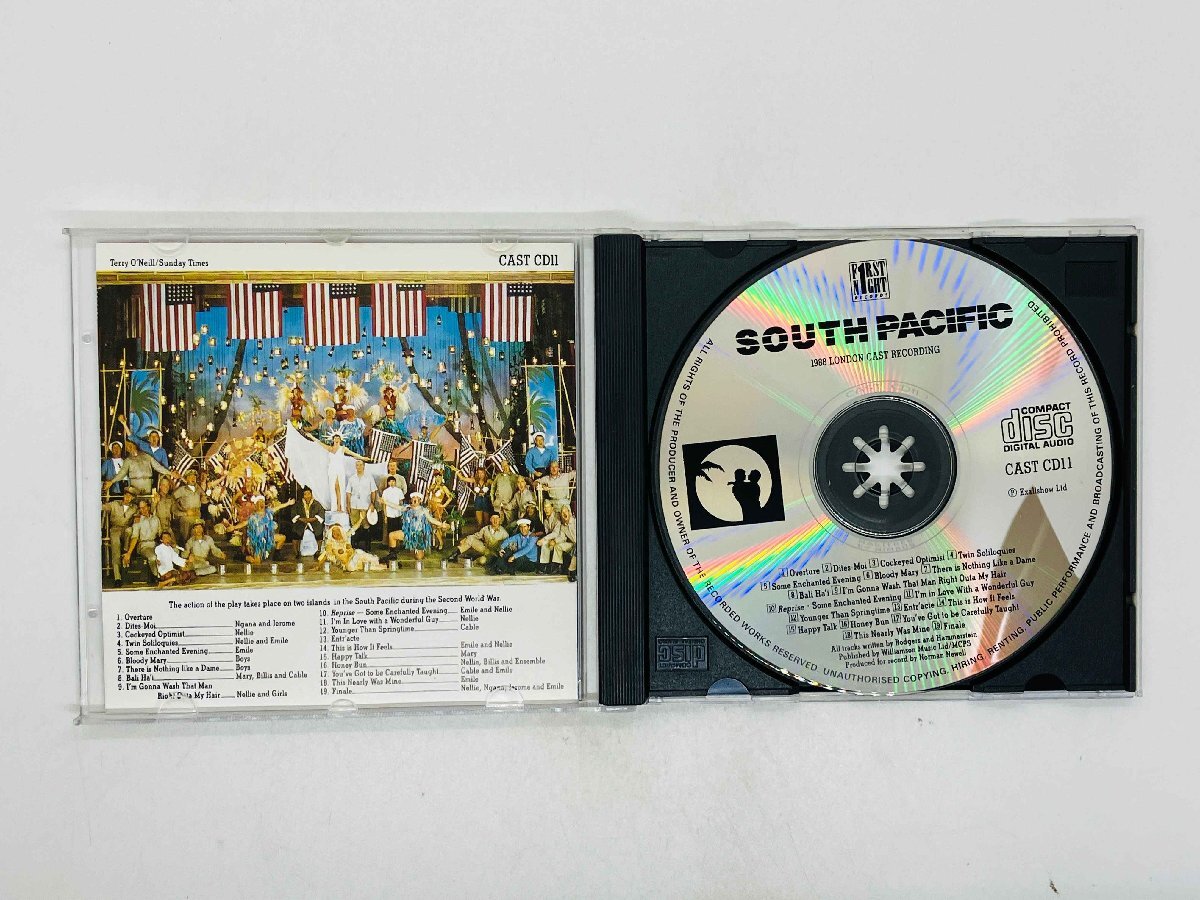 Terry O'Neill/Sunday Times
CAST CD11
The action of the play takes place on two islands in the South Pacific during the Second World War.
1. Overture
2. Dites-Moi Ngana and Jerome
3. Cockeyed Optimist Nellie
4. Twin Soliloquies Nellie and Emile
5. Some Enchanted Evening Emile
6. Bloody Mary Boys
7. There is Nothing like a Dame Boys
8. Bali Ha'i Mary, Billis and Cable
9. I'm Gonna Wash That Man
Right Outa My Hair Nellie and Girls
10. Reprise – Some Enchanted Evening Emile and Nellie
11. I'm In Love with a Wonderful Guy Nellie
12. Younger Than Springtime Cable
13. Entr'acte
14. This is How it Feels Emile and Nellie
15. Happy Talk Mary
16. Honey Bun Nellie, Billis and Ensemble
17. You've Got to be Carefully Taught Cable and Emile
18. This Nearly Was Mine Emile
19. Finale Nellie, Ngana, Jerome and Emile
F1RST
N1GHT
RECORDS
SOUTH PACIFIC
1988 LONDON CAST RECORDING
COMPACT
disc
DIGITAL AUDIO
CAST CD11
Ⓟ Exallshow Ltd
1 Overture 2 Dites-Moi 3 Cockeyed Optimist 4 Twin Soliloquies
5 Some Enchanted Evening 6 Bloody Mary 7 There is Nothing Like a Dame
8 Bali Ha'i 9 I'm Gonna Wash That Man Right Outa My Hair
10 Reprise - Some Enchanted Evening 11 I'm in Love With a Wonderful Guy
12 Younger Than Springtime 13 Entr'acte 14 This is How It Feels
15 Happy Talk 16 Honey Bun 17 You've Got to be Carefully Taught
18 This Nearly Was Mine 19 Finale
All tracks written by Rodgers and Hammerstein
Published by Williamson Music Ltd/MCPS
Produced for record by Norman Newell
ALL RIGHTS OF THE PRODUCER AND OWNER OF THE RECORDED WORKS RESERVED. UNAUTHORISED COPYING, HIRING, RENTING, PUBLIC PERFORMANCE AND BROADCASTING OF THIS RECORD PROHIBITED
disc